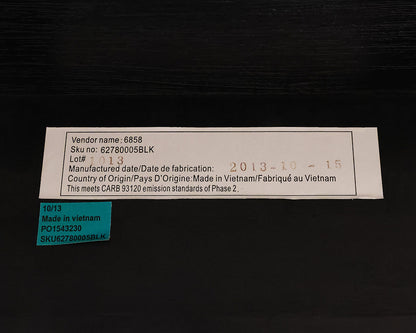 Vendor name: 6858
Sku no: 62780005BLK
Lot# 1013
Manufactured date/Date de fabrication: 2013-10-15
Country of Origin/Pays D'Origine: Made in Vietnam/Fabriqué au Vietnam
This meets CARB 93120 emission standards of Phase 2.
10/13
Made in vietnam
PO1543230
SKU62780005BLK